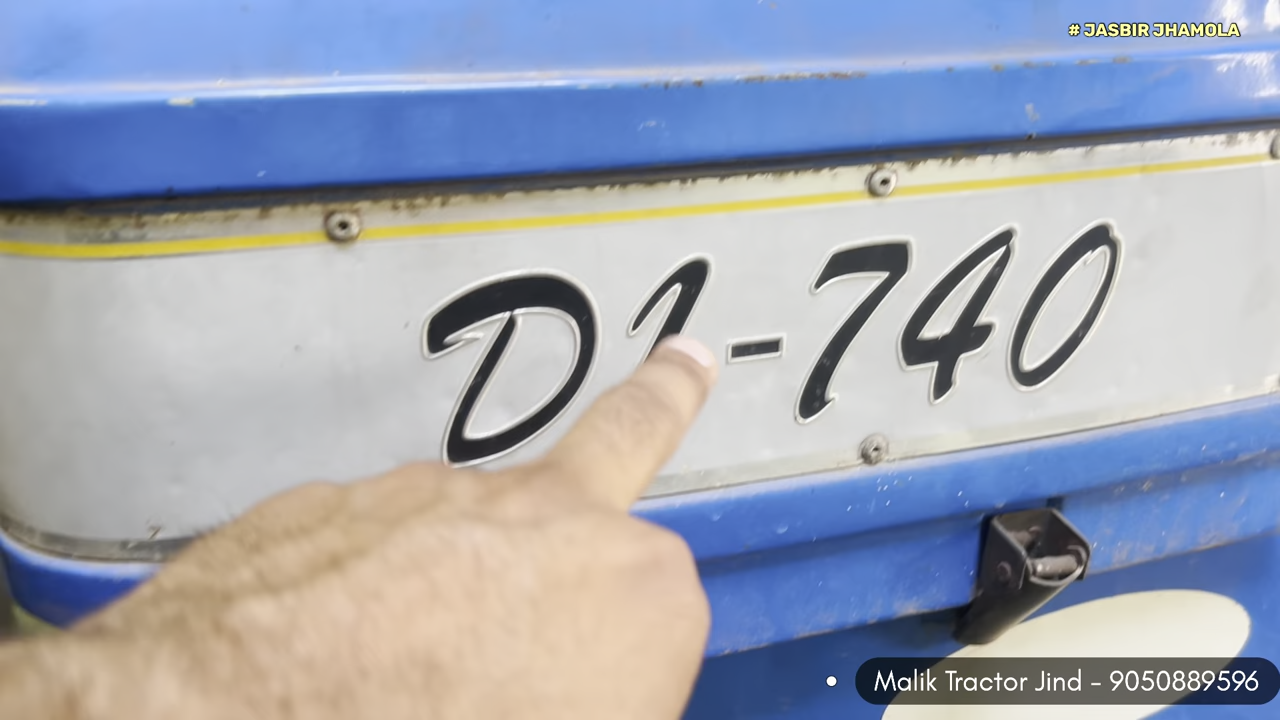 # JASBIR JHAMOLA
DI-740
• Malik Tractor Jind - 9050889596